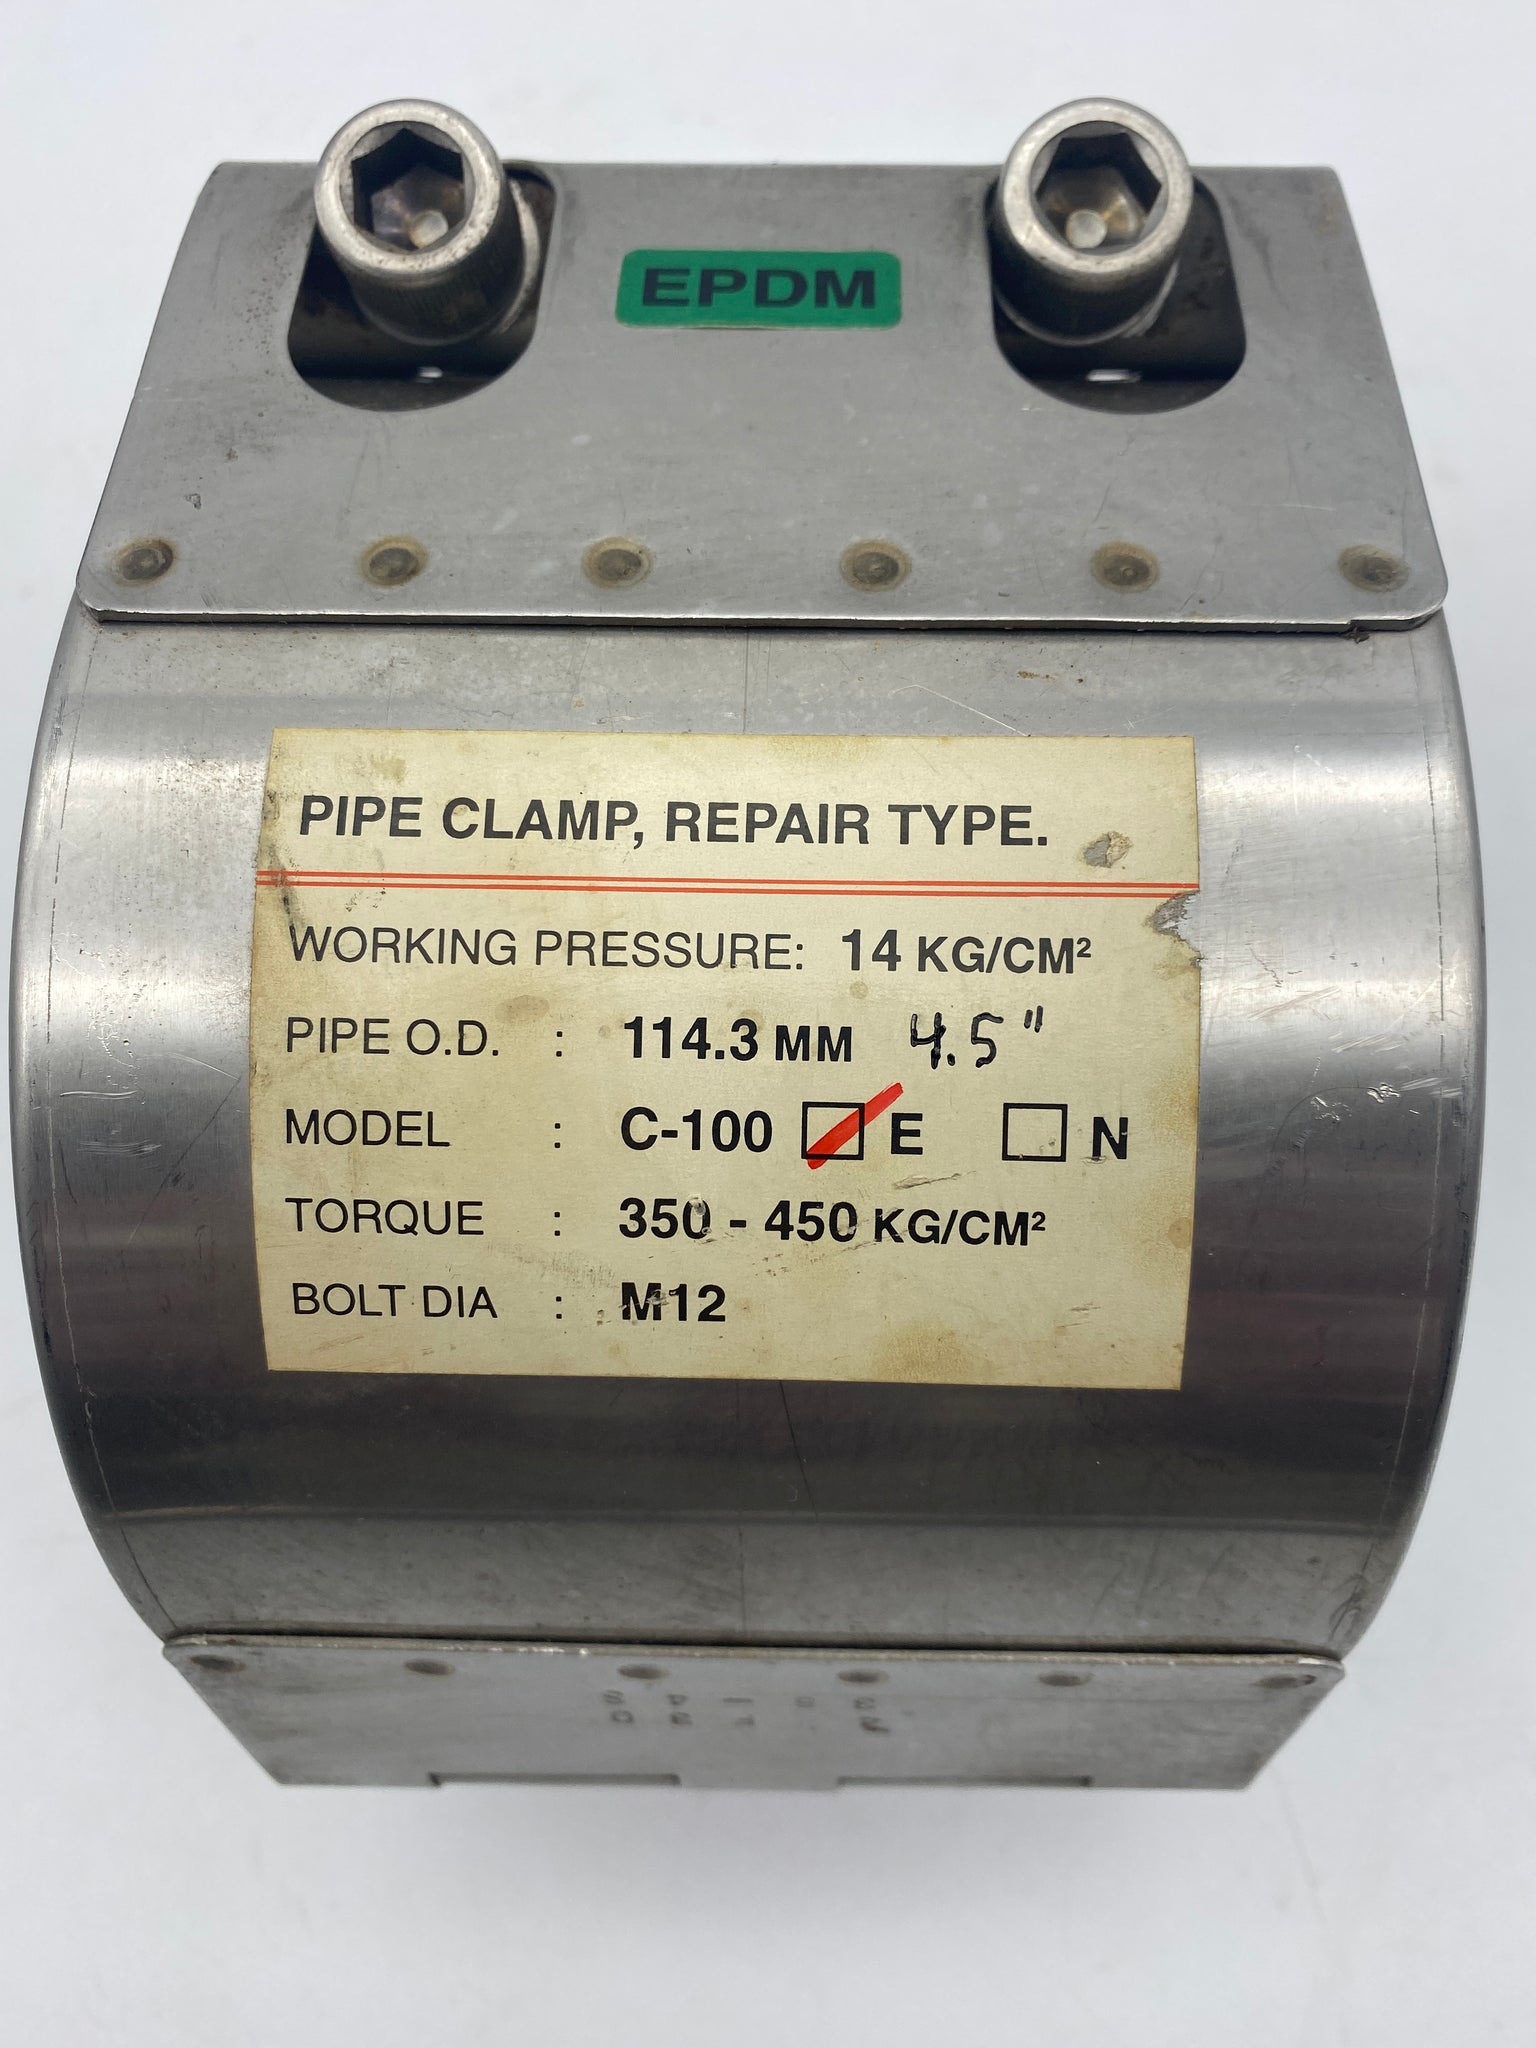 EPDM
PIPE CLAMP, REPAIR TYPE.
WORKING PRESSURE: 14 KG/CM²
PIPE O.D. : 114.3 MM 4.5"
MODEL : C-100 E N
TORQUE : 350 - 450 KG/CM²
BOLT DIA : M12